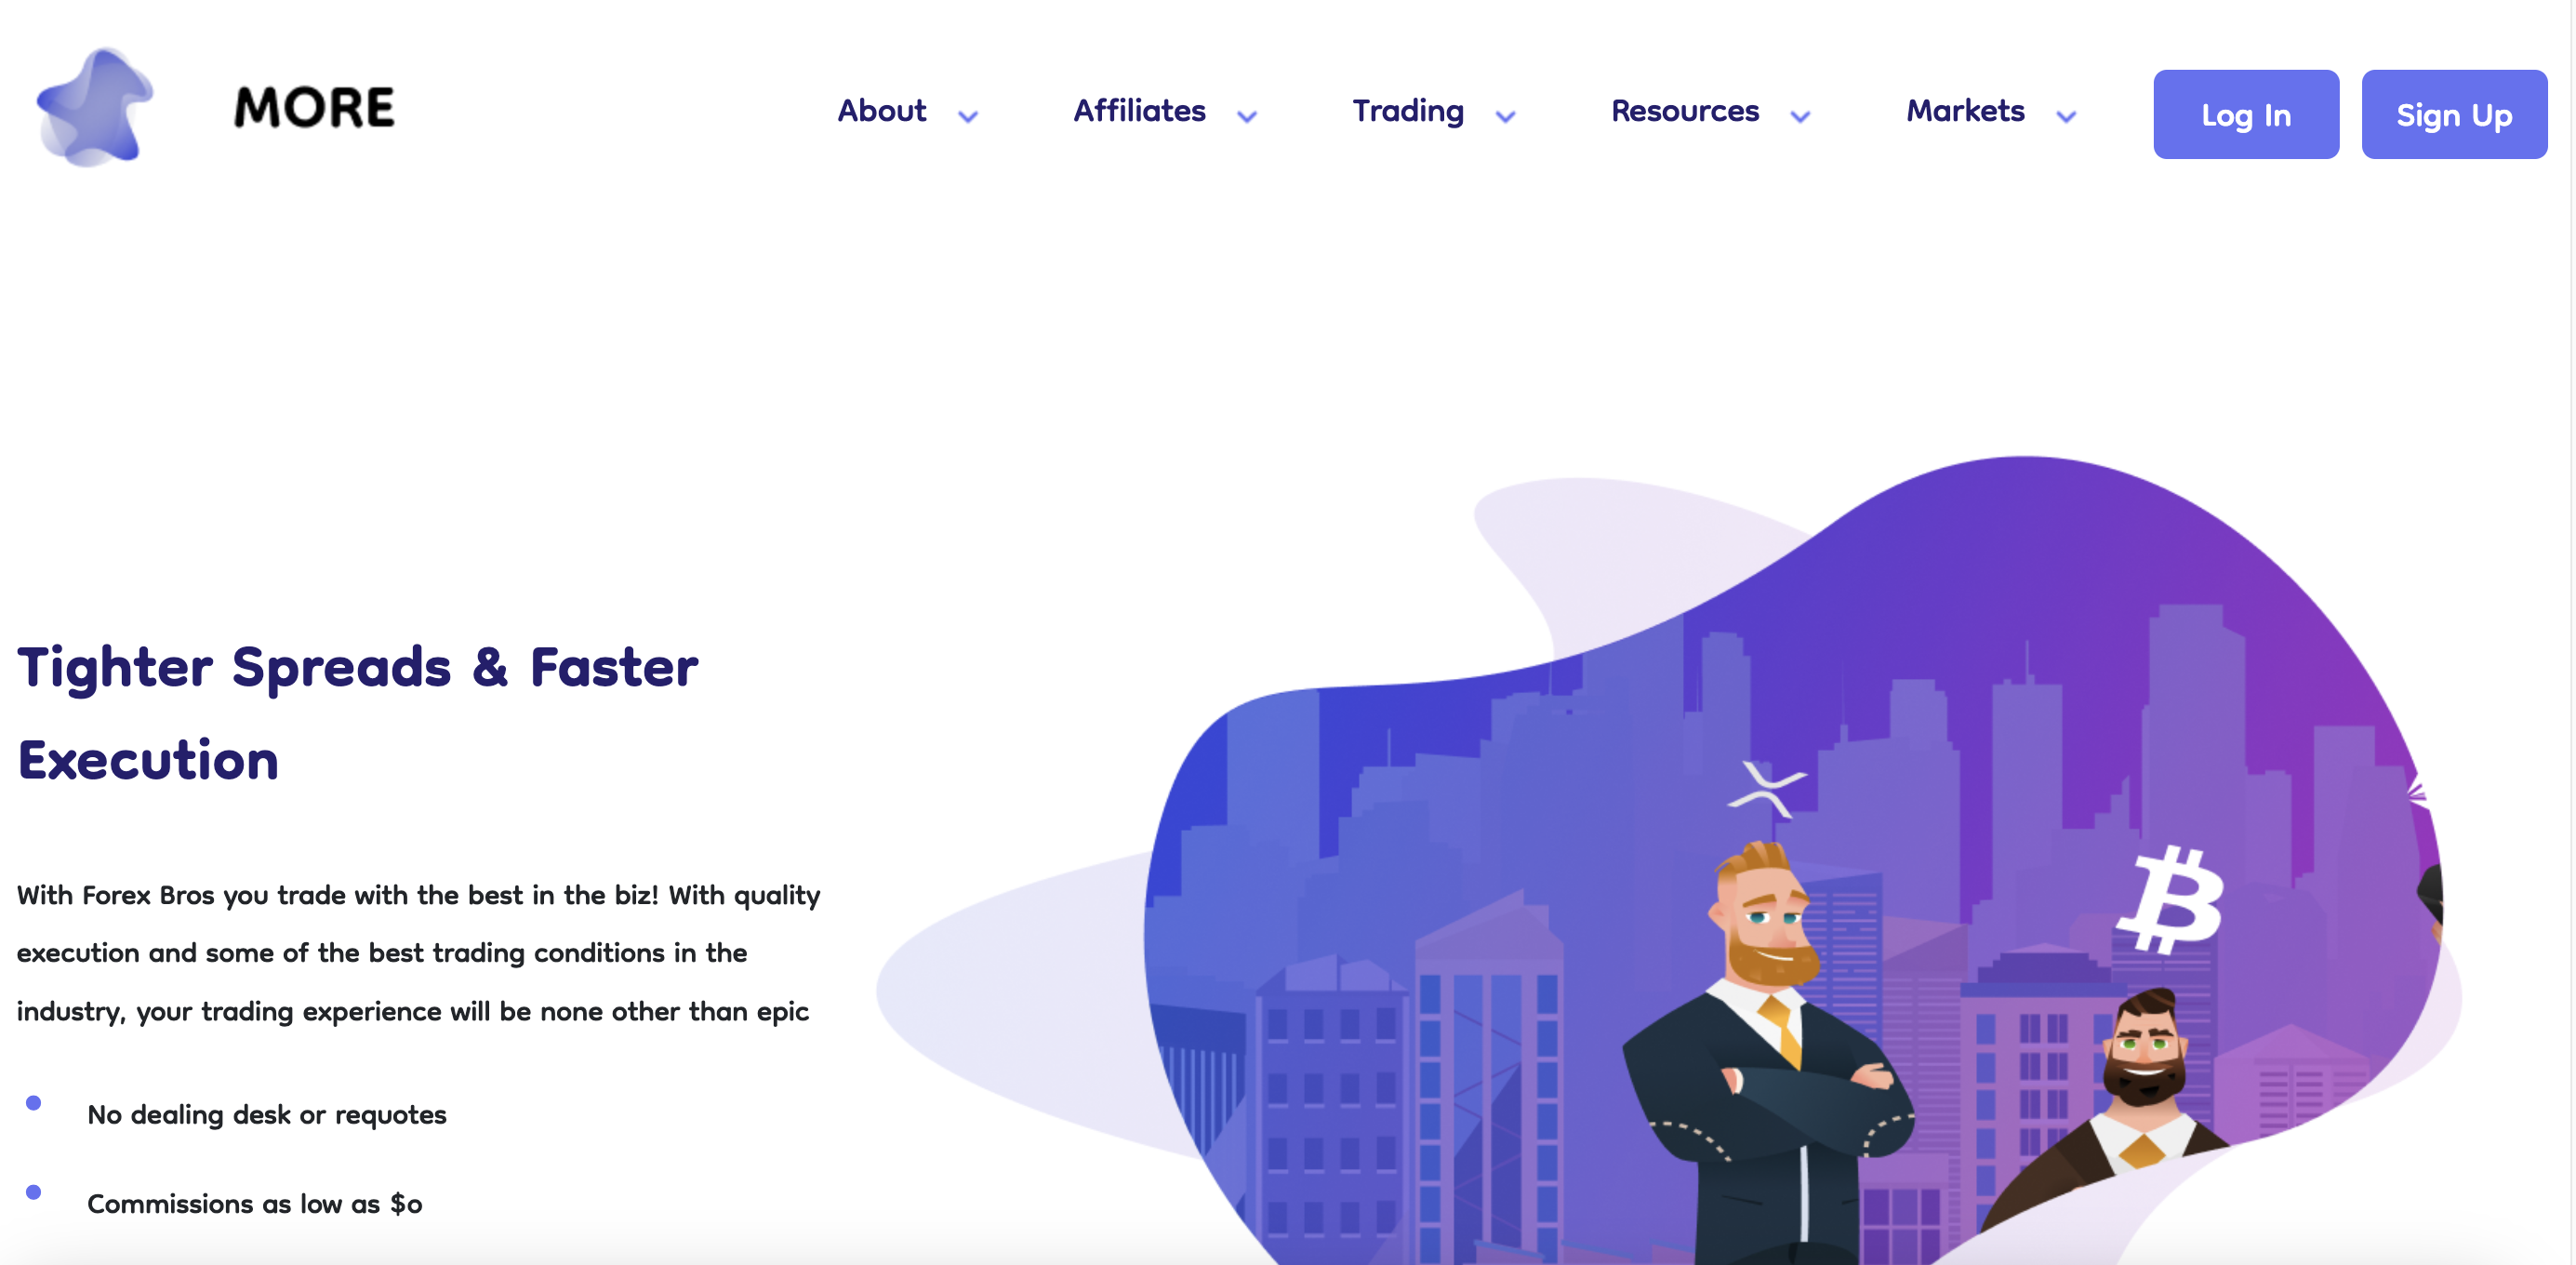 MORE
About
Affiliates
Trading
Resources
Markets
Log In
Sign Up
Tighter Spreads & Faster
Execution
With Forex Bros you trade with the best in the biz! With quality
execution and some of the best trading conditions in the
industry, your trading experience will be none other than epic
No dealing desk or requotes
Commissions as low as $0